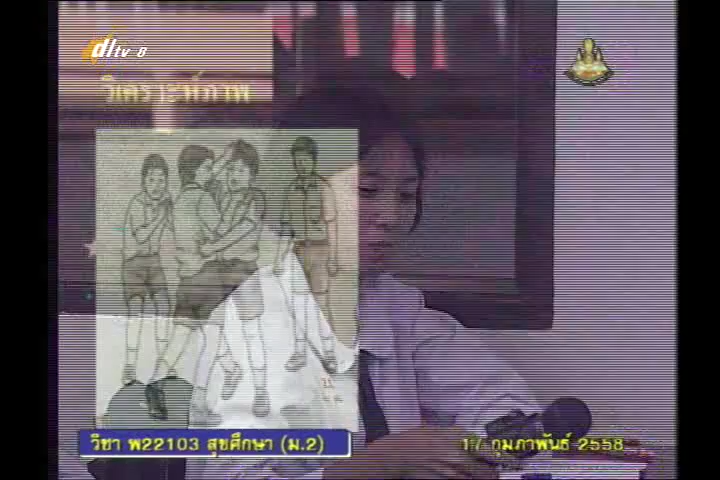 dltv 8
วิเคราะห์ภาพ
วิชา พ22103 สุขศึกษา (ม.2)
17 กุมภาพันธ์ 2558